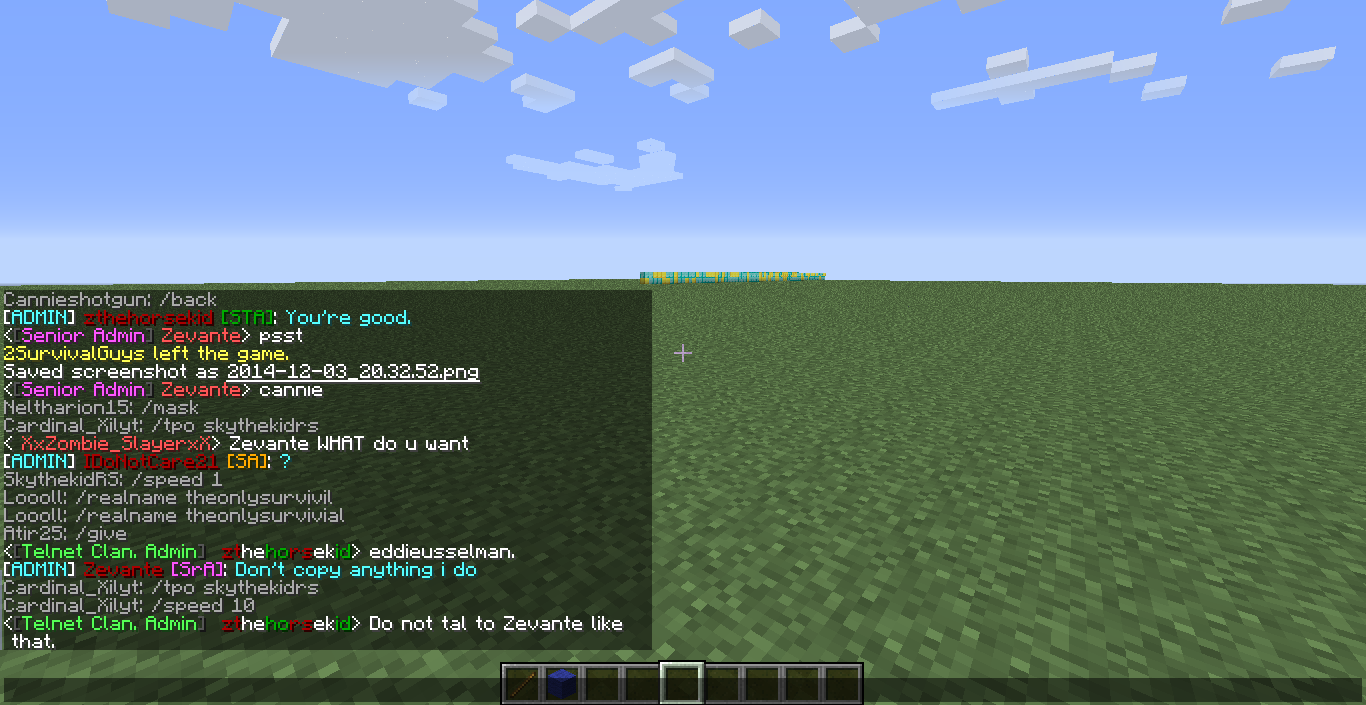 Cannieshotgun: /back
[ADMIN] zthehorsekid [STA]: You're good.
<[Senior Admin] Zevante> psst
2SurvivalGuys left the game.
Saved screenshot as 2014-12-03_20.32.52.png
<[Senior Admin] Zevante> cannie
Neltharion15: /mask
Cardinal_Xilyt: /tpo skythekidrs
< XxZombie_SlayerxX> Zevante WHAT do u want
[ADMIN] IDoNotCare21 [SA]: ?
SkythekidRS: /speed 1
Loooll: /realname theonlysurvivil
Loooll: /realname theonlysurvivial
Atir25: /give
<[Telnet Clan. Admin] zthehorsekid> eddieusselman.
[ADMIN] Zevante [SrA]: Don't copy anything i do
Cardinal_Xilyt: /tpo skythekidrs
Cardinal_Xilyt: /speed 10
<[Telnet Clan. Admin] zthehorsekid> Do not tal to Zevante like
that.